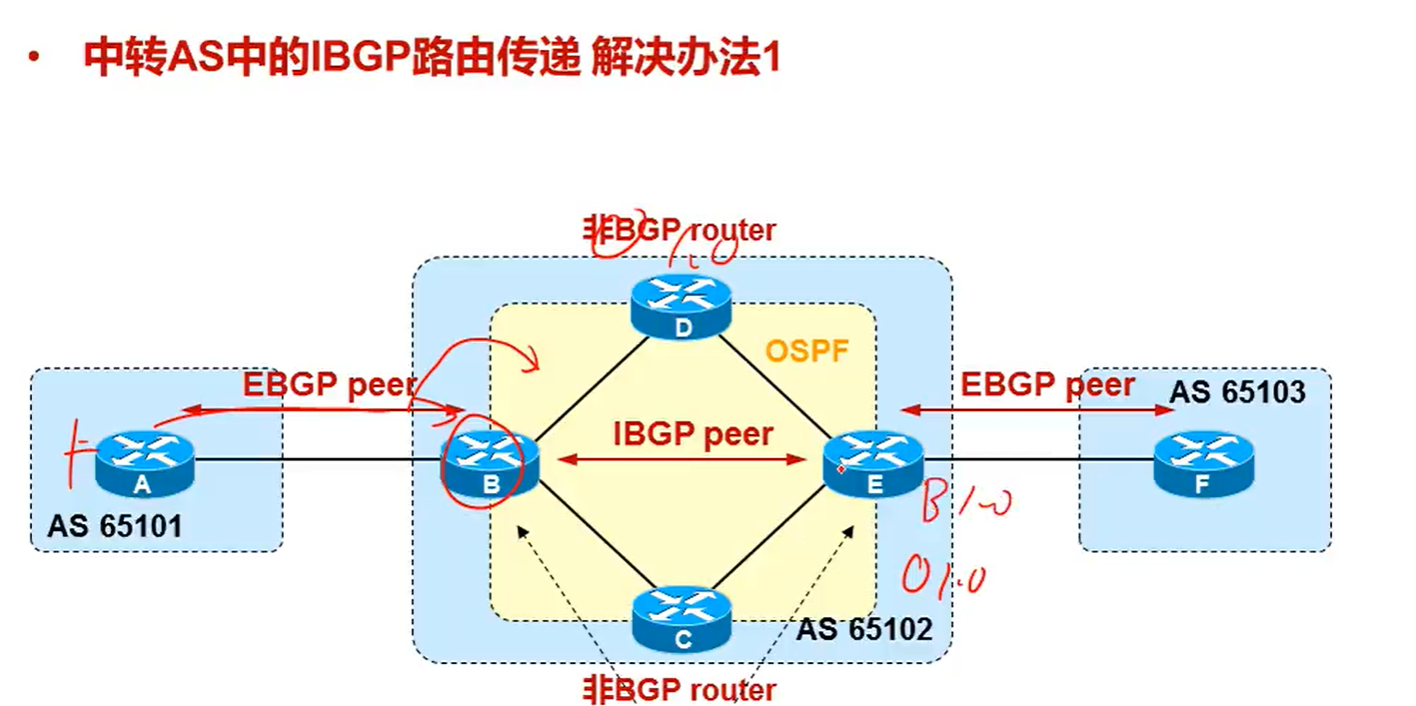 • 中转AS中的IBGP路由传递 解决办法1
非BGP router
1.0
D
OSPF
EBGP peer
EBGP peer
AS 65103
IBGP peer
A
B
E
F
B 1.0
AS 65101
O 1.0
C
AS 65102
非BGP router